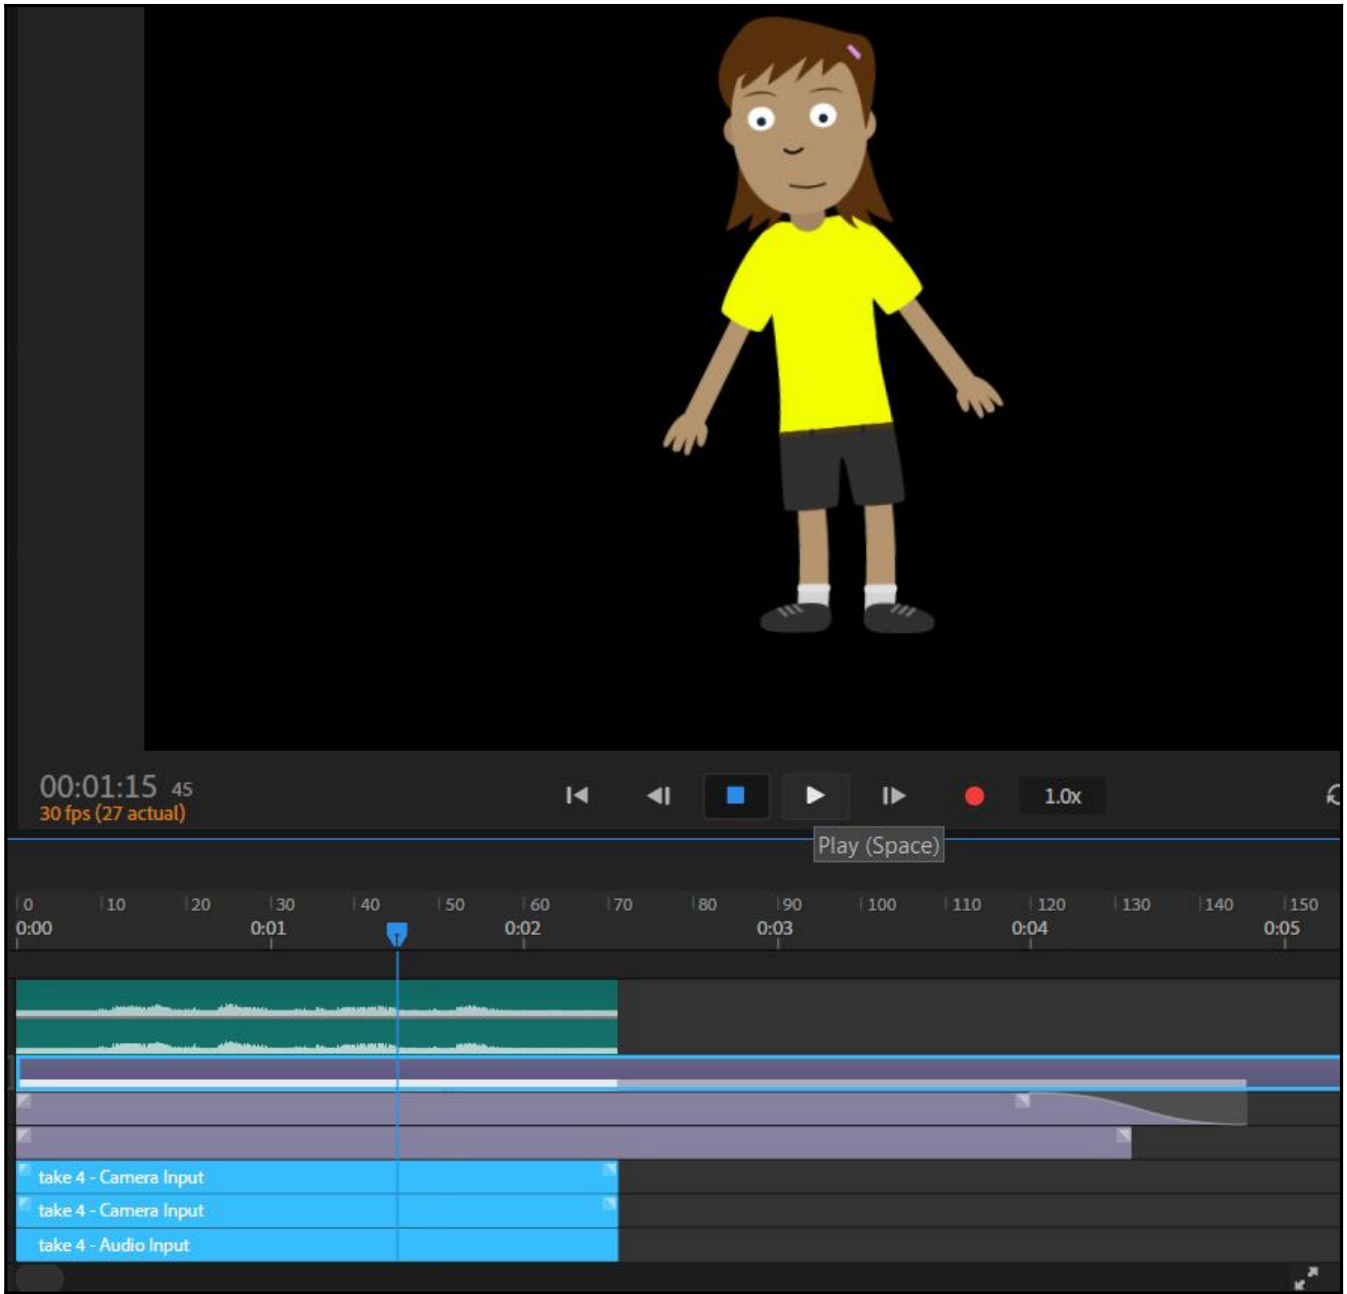 00:01:15 45
30 fps (27 actual)
1.0x
Play (Space)
0 10 20 30 40 50 60 70 80 90 100 110 120 130 140 150
0:00 0:01 0:02 0:03 0:04 0:05
take 4 - Camera Input
take 4 - Camera Input
take 4 - Audio Input